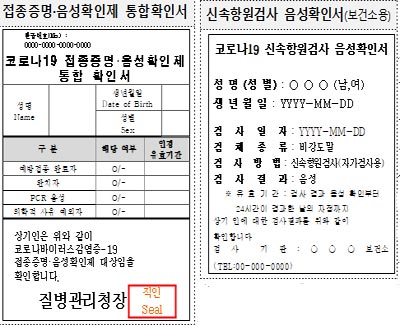 접종증명·음성확인제 통합확인서
관리번호(No) :
0000-0000-0000-0000
코로나19 접종증명·음성확인제
통합 확인서
성명
Name
생년월일
Date of Birth
성별
Sex
구 분
해당 여부
인정
유효기간
예방접종 완료자
O/-
완치자
O/-
PCR 음성
O/-
의학적 사유 예외자
O/-
상기인은 위와 같이
코로나바이러스감염증-19
접종증명·음성확인제 대상임을
확인합니다.
질병관리청장
직인
Seal
신속항원검사 음성확인서(보건소용)
코로나19 신속항원검사 음성확인서
성 명 (성 별) : ○ ○ ○ (남,여)
생 년 월 일 : YYYY-MM-DD
검 사 일 자 : YYYY-MM-DD
검 체 종 류 : 비강도말
검 사 방 법 : 신속항원검사(자가검사용)
검 사 결 과 : 음성
※ 유 효 기 간 : 검사 결과 음성 확인부터
24시간이 경과한 날의 자정까지
상기 인에 대한 검사결과를 위와 같이
확인합니다
검 사 기 관 : ○ ○ ○ 보건소
(TEL:00-000-0000)